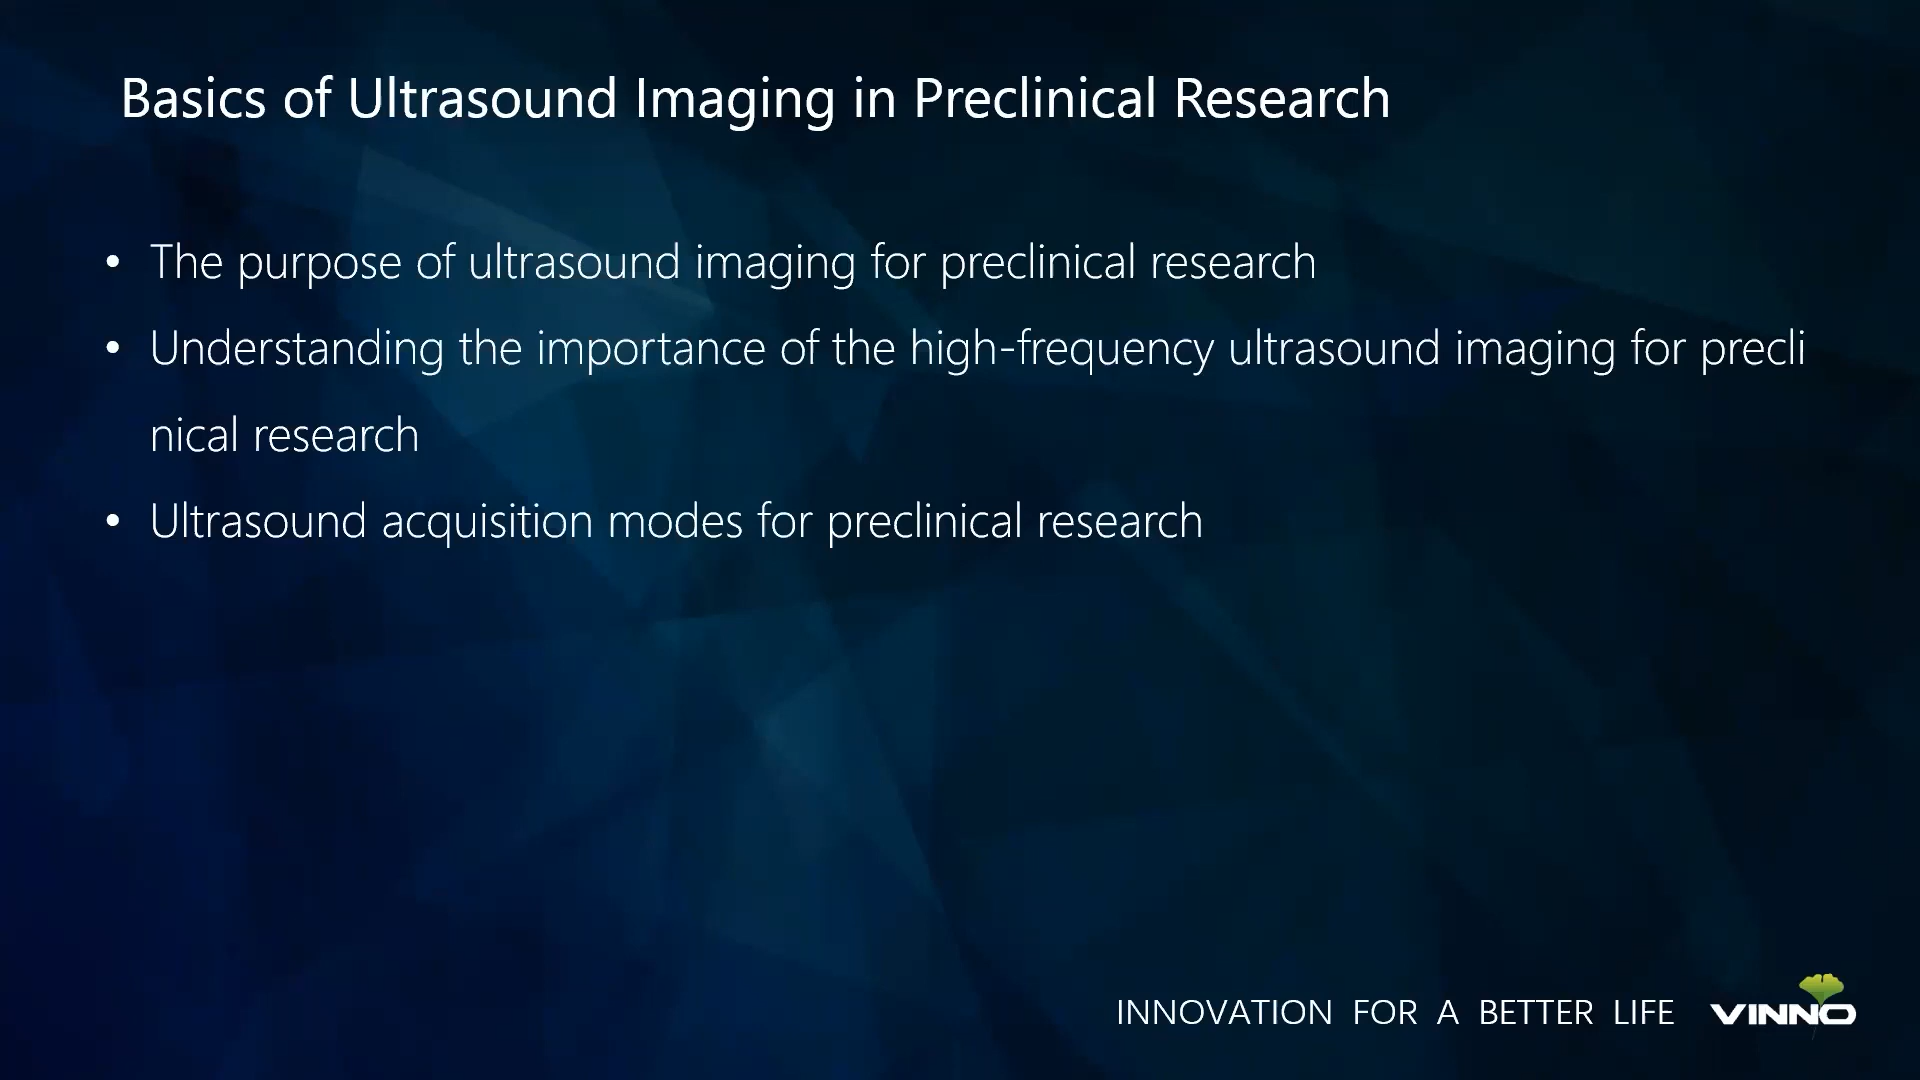 Basics of Ultrasound Imaging in Preclinical Research
• The purpose of ultrasound imaging for preclinical research
• Understanding the importance of the high-frequency ultrasound imaging for precli
nical research
• Ultrasound acquisition modes for preclinical research
INNOVATION FOR A BETTER LIFE VINNO